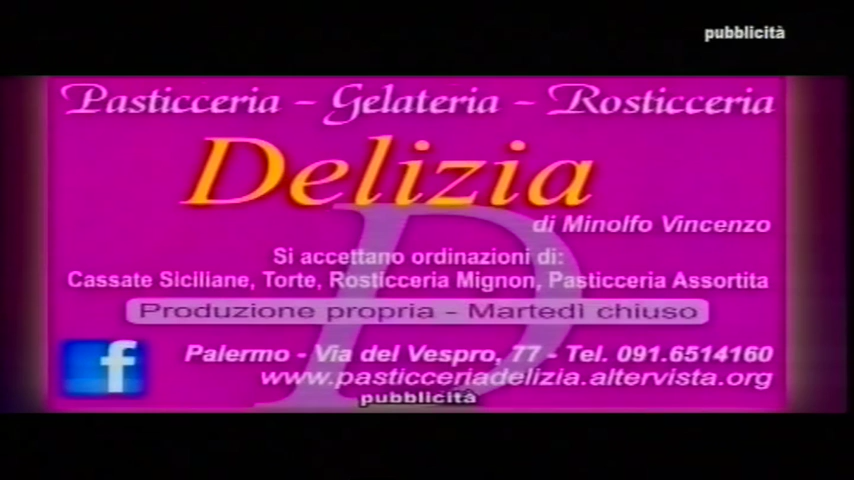 pubblicità
Pasticceria - Gelateria - Rosticceria
Delizia
di Minolfo Vincenzo
Si accettano ordinazioni di:
Cassate Siciliane, Torte, Rosticceria Mignon, Pasticceria Assortita
Produzione propria - Martedì chiuso
f
Palermo - Via del Vespro, 77 - Tel. 091.6514160
www.pasticceriadelizia.altervista.org
pubblicità